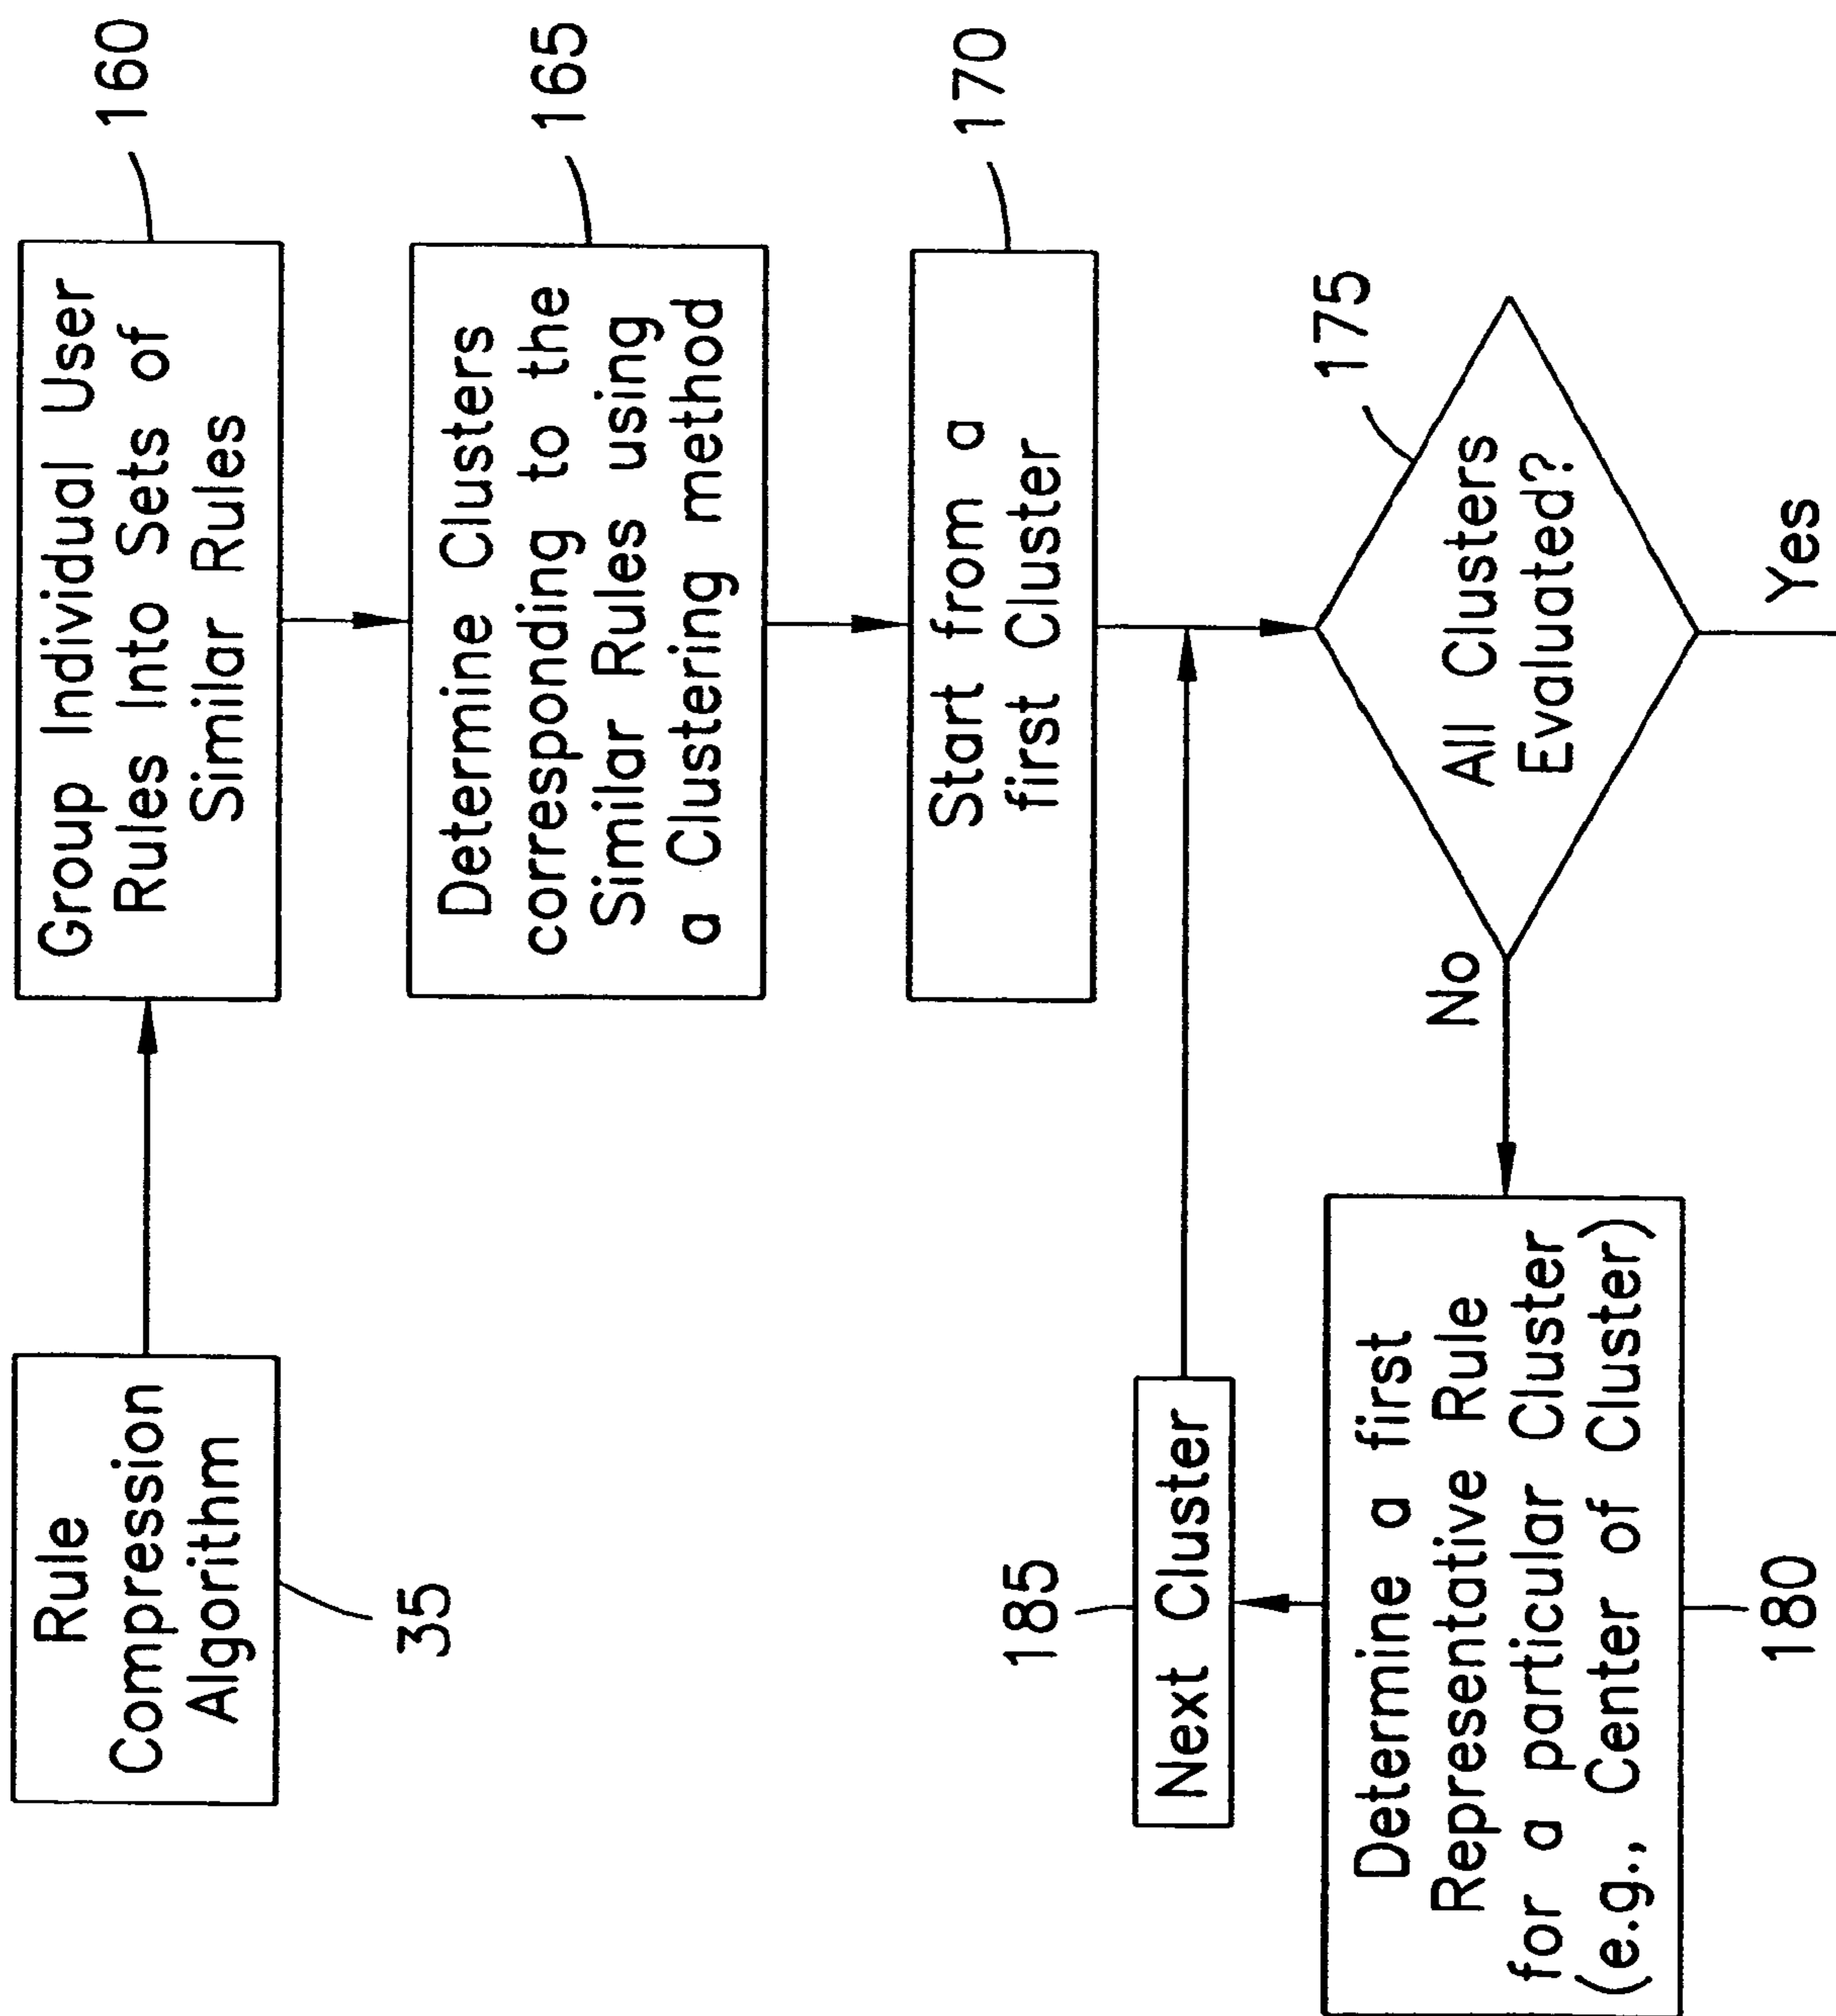 Rule
Compression
Algorithm
35
Group Individual User
Rules Into Sets of
Similar Rules
160
Determine Clusters
corresponding to the
Similar Rules using
a Clustering method
165
Start from a
first Cluster
170
175
All Clusters
Evaluated?
No
Yes
185
Next Cluster
Determine a first
Representative Rule
for a particular Cluster
(e.g., Center of Cluster)
180